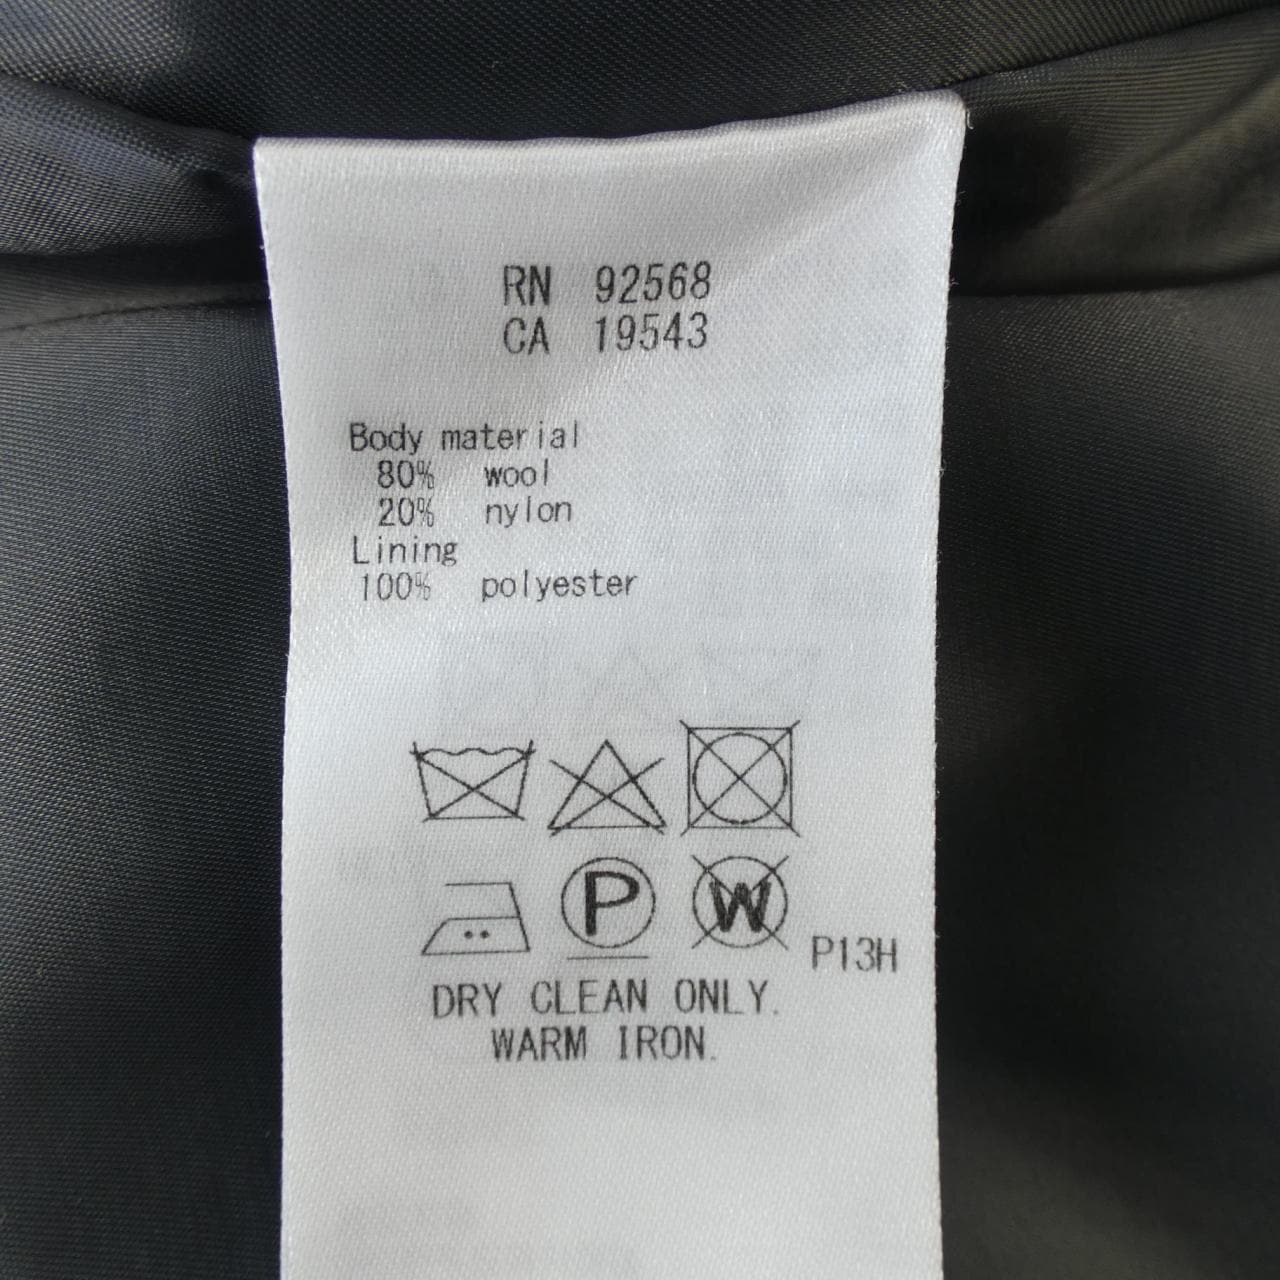 RN 92568
CA 19543
Body material
80% wool
20% nylon
Lining
100% polyester
P W
P13H
DRY CLEAN ONLY.
WARM IRON.